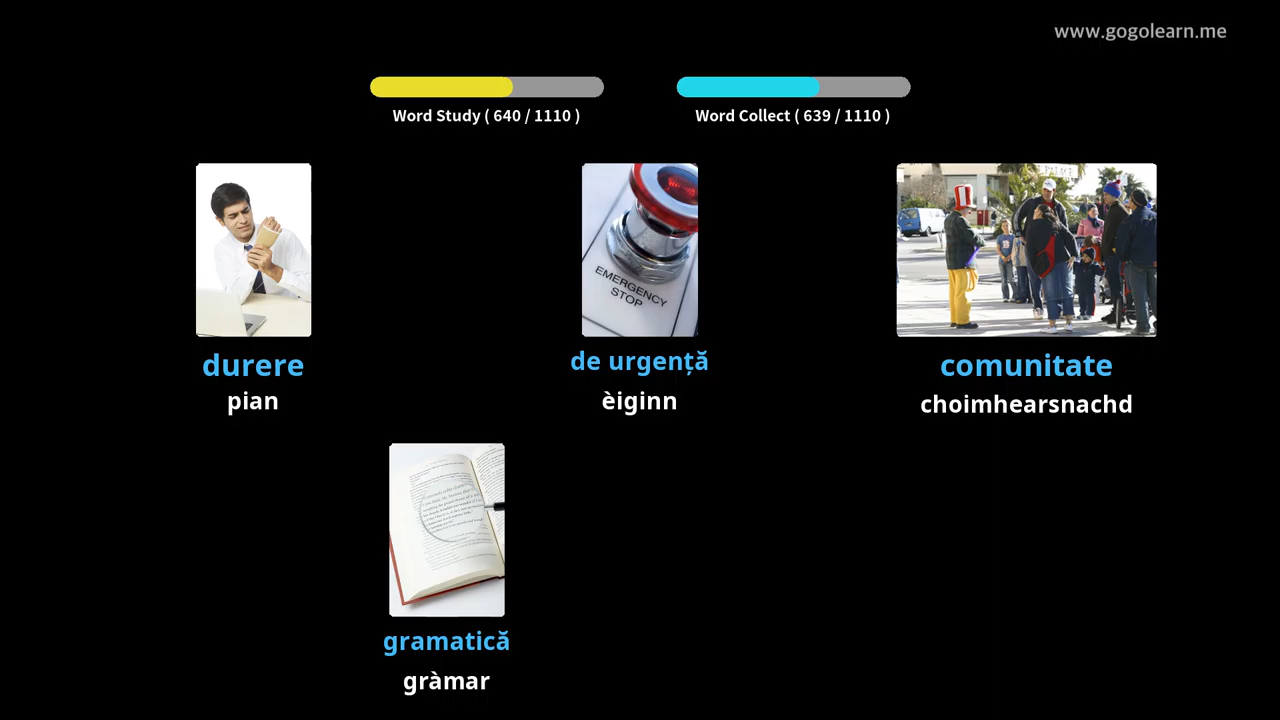 www.gogolearn.me
Word Study ( 640 / 1110 )
Word Collect ( 639 / 1110 )
EMERGENCY
STOP
durere
pian
de urgență
èiginn
comunitate
choimhearsnachd
gramatică
gràmar